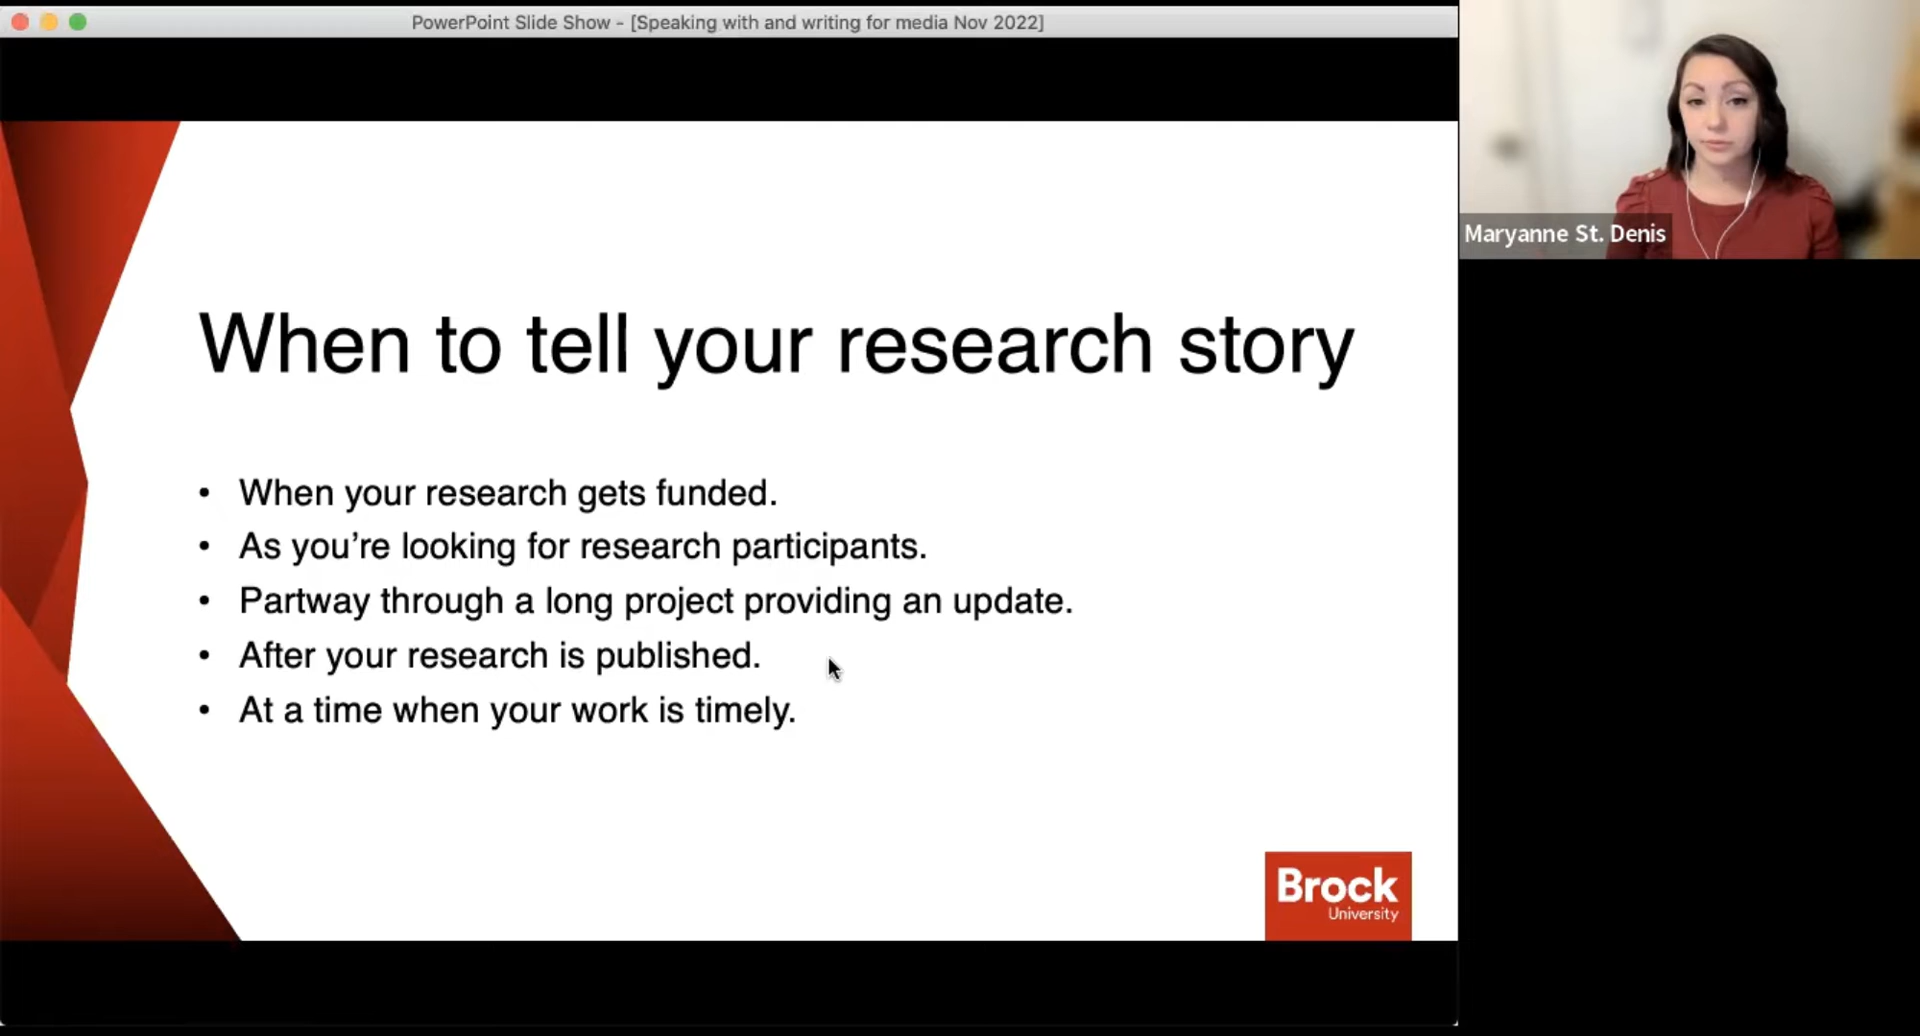 PowerPoint Slide Show - [Speaking with and writing for media Nov 2022]
Maryanne St. Denis
When to tell your research story
• When your research gets funded.
• As you’re looking for research participants.
• Partway through a long project providing an update.
• After your research is published.
• At a time when your work is timely.
Brock
University